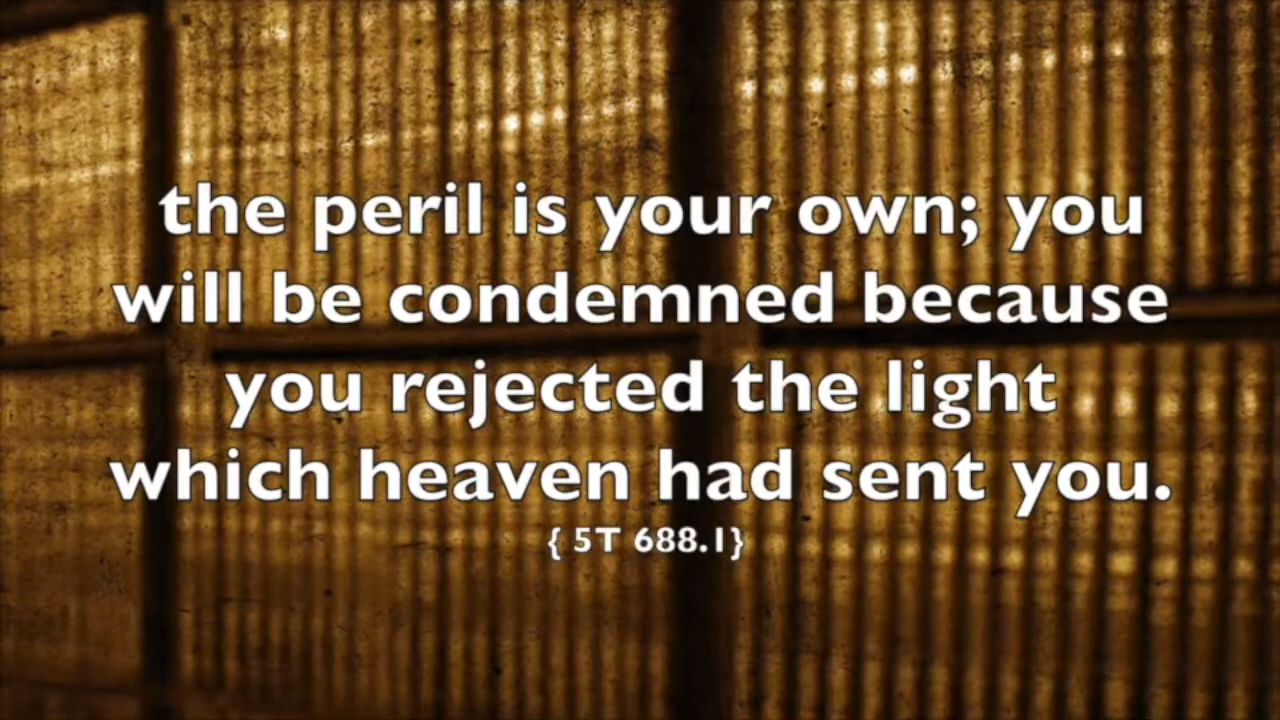 the peril is your own; you
will be condemned because
you rejected the light
which heaven had sent you.
{ 5T 688.1}